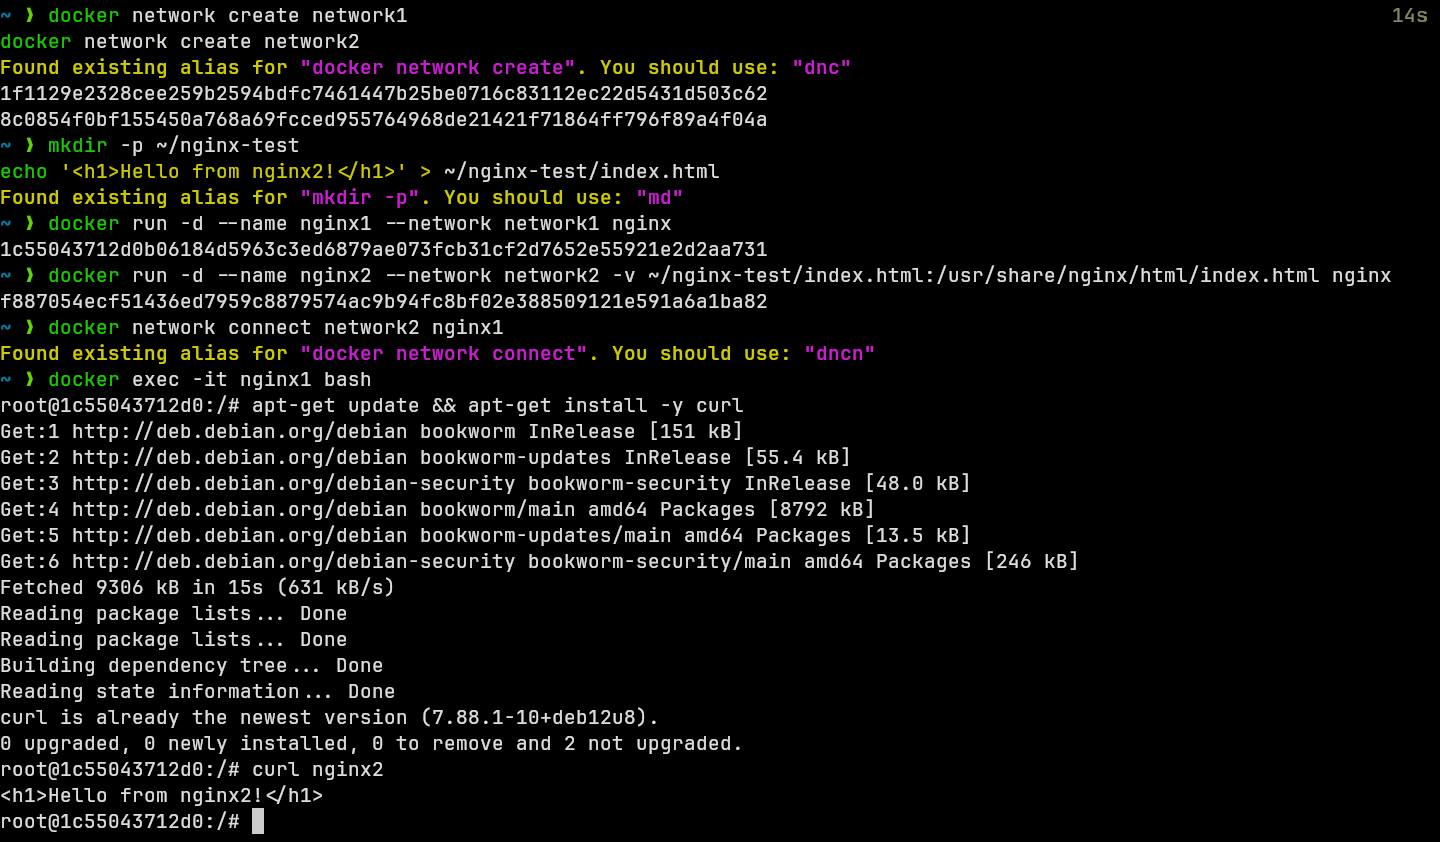 ~ ❯ docker network create network1 14s
docker network create network2
Found existing alias for "docker network create". You should use: "dnc"
1f1129e2328cee259b2594bdfc7461447b25be0716c83112ec22d5431d503c62
8c0854f0bf155450a768a69fcced955764968de21421f71864ff796f89a4f04a
~ ❯ mkdir -p ~/nginx-test
echo '<h1>Hello from nginx2!</h1>' > ~/nginx-test/index.html
Found existing alias for "mkdir -p". You should use: "md"
~ ❯ docker run -d --name nginx1 --network network1 nginx
1c55043712d0b06184d5963c3ed6879ae073fcb31cf2d7652e55921e2d2aa731
~ ❯ docker run -d --name nginx2 --network network2 -v ~/nginx-test/index.html:/usr/share/nginx/html/index.html nginx
f887054ecf51436ed7959c8879574ac9b94fc8bf02e388509121e591a6a1ba82
~ ❯ docker network connect network2 nginx1
Found existing alias for "docker network connect". You should use: "dncn"
~ ❯ docker exec -it nginx1 bash
root@1c55043712d0:/# apt-get update && apt-get install -y curl
Get:1 http://deb.debian.org/debian bookworm InRelease [151 kB]
Get:2 http://deb.debian.org/debian bookworm-updates InRelease [55.4 kB]
Get:3 http://deb.debian.org/debian-security bookworm-security InRelease [48.0 kB]
Get:4 http://deb.debian.org/debian bookworm/main amd64 Packages [8792 kB]
Get:5 http://deb.debian.org/debian bookworm-updates/main amd64 Packages [13.5 kB]
Get:6 http://deb.debian.org/debian-security bookworm-security/main amd64 Packages [246 kB]
Fetched 9306 kB in 15s (631 kB/s)
Reading package lists... Done
Reading package lists... Done
Building dependency tree... Done
Reading state information... Done
curl is already the newest version (7.88.1-10+deb12u8).
0 upgraded, 0 newly installed, 0 to remove and 2 not upgraded.
root@1c55043712d0:/# curl nginx2
<h1>Hello from nginx2!</h1>
root@1c55043712d0:/#